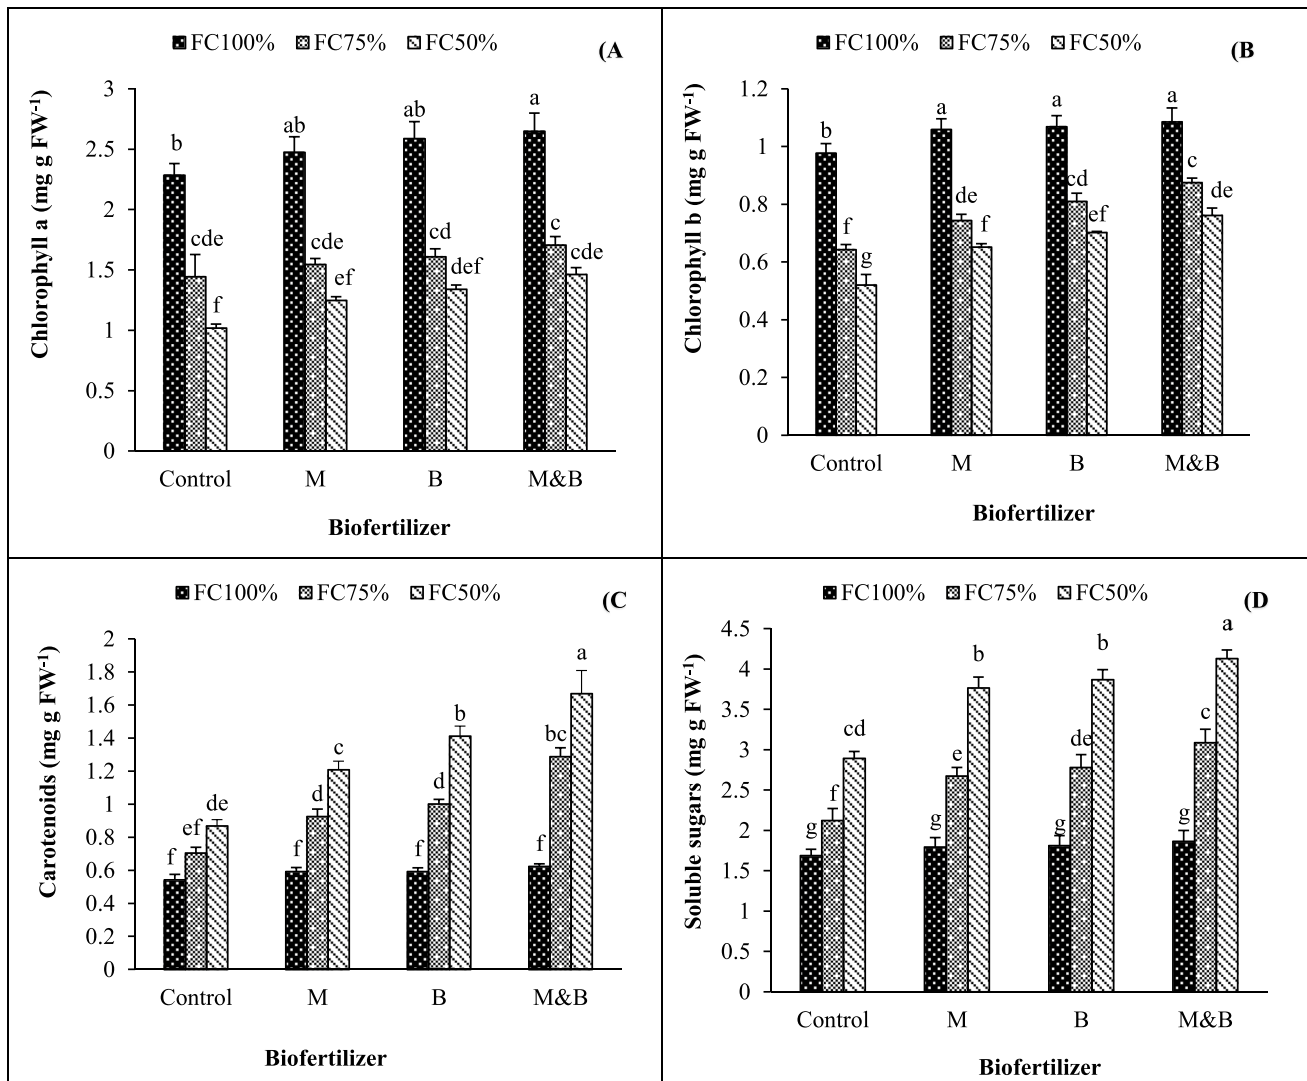 FC100% FC75% FC50% (A
Chlorophyll a (mg g FW-1)
3
2.5
2
1.5
1
0.5
0
b cde f
ab cde ef
ab cd def
a c cde
Control M B M&B
Biofertilizer
FC100% FC75% FC50% (B
Chlorophyll b (mg g FW-1)
1.2
1
0.8
0.6
0.4
0.2
0
b f g
a de f
a cd ef
a c de
Control M B M&B
Biofertilizer
FC100% FC75% FC50% (C
Carotenoids (mg g FW-1)
2
1.8
1.6
1.4
1.2
1
0.8
0.6
0.4
0.2
0
f ef de
f d c
f d b
f bc a
Control M B M&B
Biofertilizer
FC100% FC75% FC50% (D
Soluble sugars (mg g FW-1)
4.5
4
3.5
3
2.5
2
1.5
1
0.5
0
g f cd
g e b
g de b
g c a
Control M B M&B
Biofertilizer